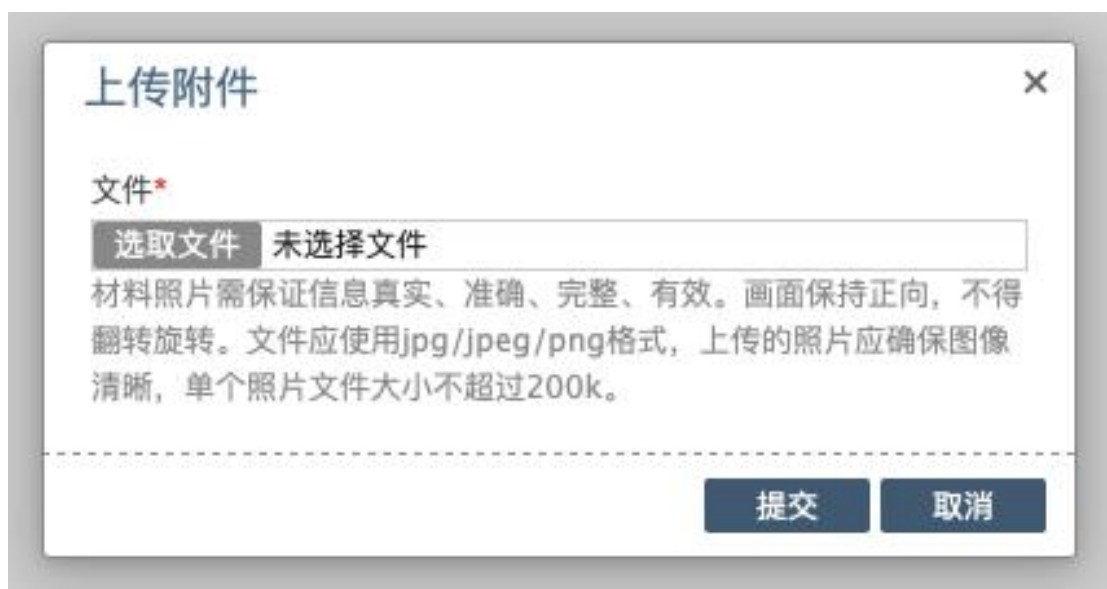 上传附件
×
文件*
选取文件 未选择文件
材料照片需保证信息真实、准确、完整、有效。画面保持正向，不得
翻转旋转。文件应使用jpg/jpeg/png格式，上传的照片应确保图像
清晰，单个照片文件大小不超过200k。
提交 取消